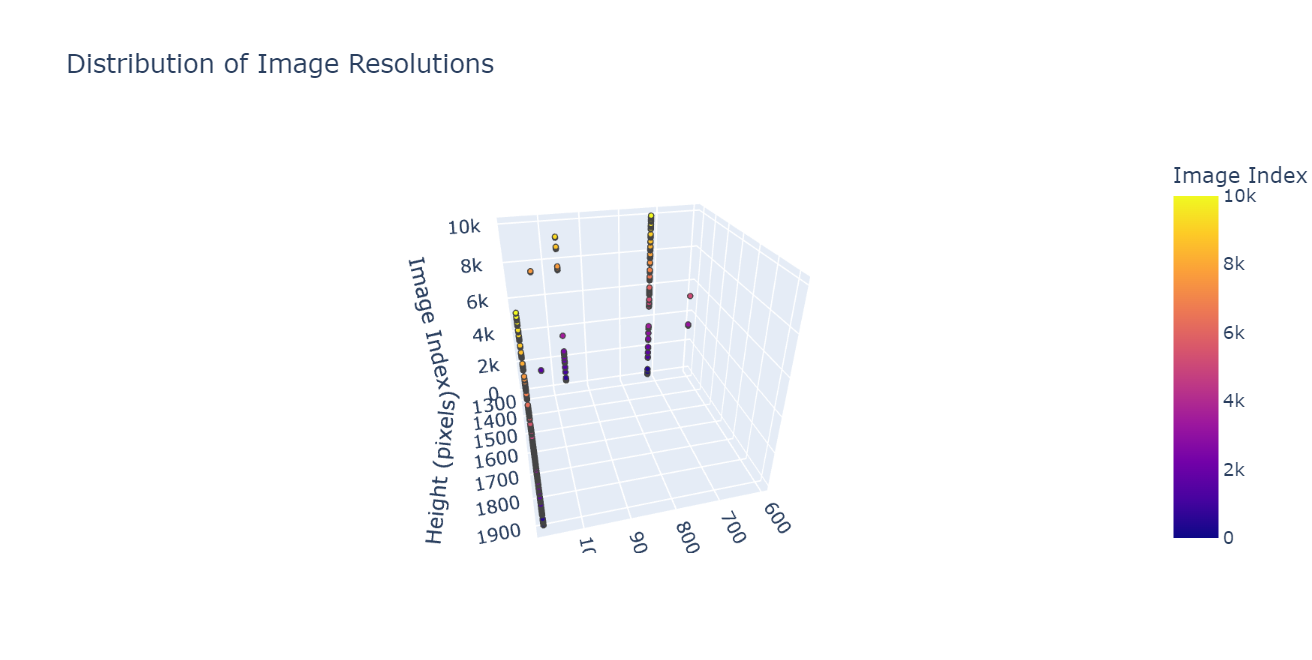 Distribution of Image Resolutions
Image Index
10k
8k
6k
4k
2k
0
Image Index
10k
8k
6k
4k
2k
0
Height (pixels)
1300
1400
1500
1600
1700
1800
1900
90
800
700
600